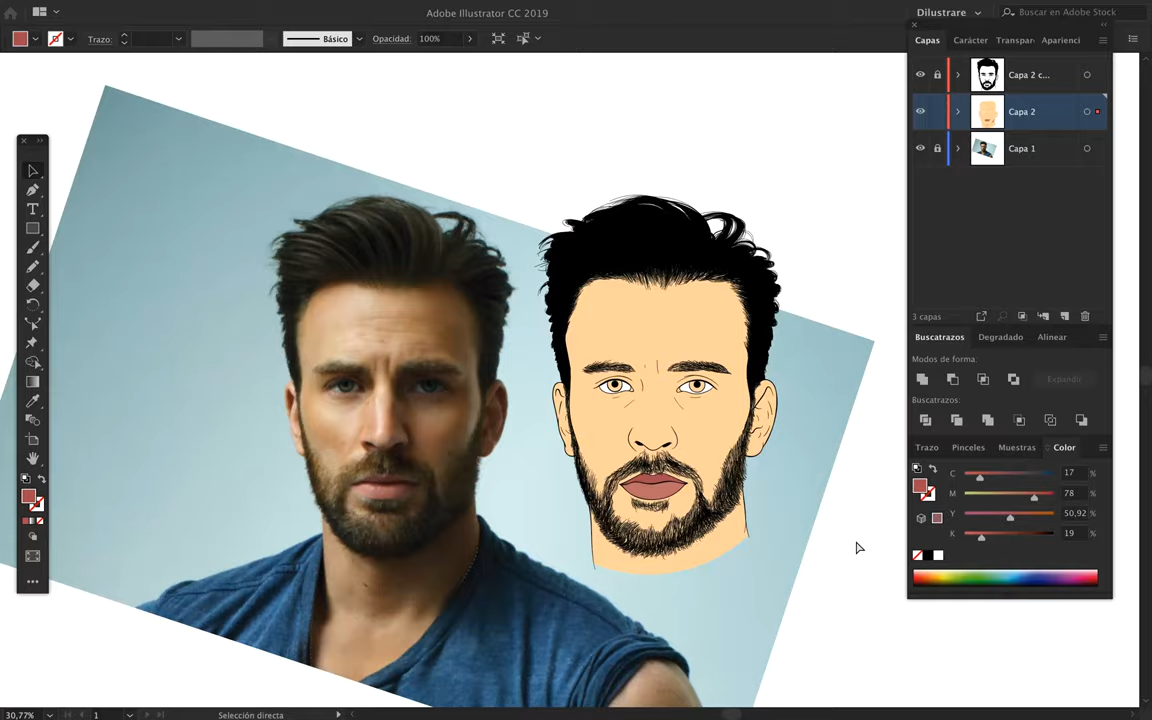 Adobe Illustrator CC 2019
Dilustrare
Buscar en Adobe Stock
Trazo:
Básico
Opacidad:
100%
Capas
Carácter
Transpar
Aparienci
Capa 2 c...
Capa 2
Capa 1
3 capas
Buscatrazos
Degradado
Alinear
Modos de forma:
Expandir
Buscatrazos:
Trazo
Pinceles
Muestras
Color
C
17
%
M
78
%
Y
50,92
%
K
19
%
30,77%
1
Selección directa